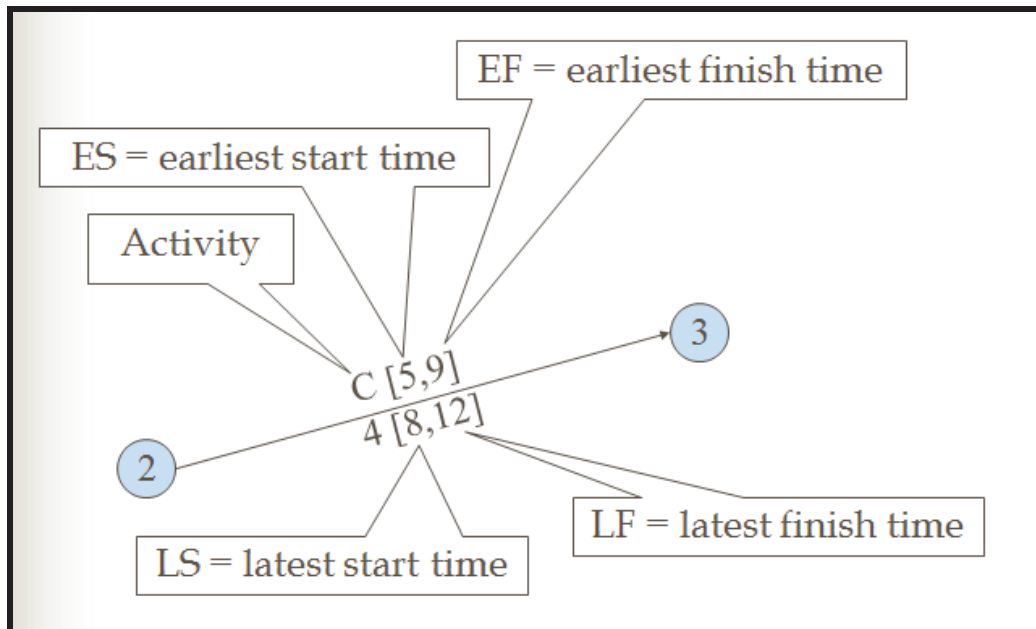 EF = earliest finish time
ES = earliest start time
Activity
3
C [5,9]
4 [8,12]
2
LF = latest finish time
LS = latest start time